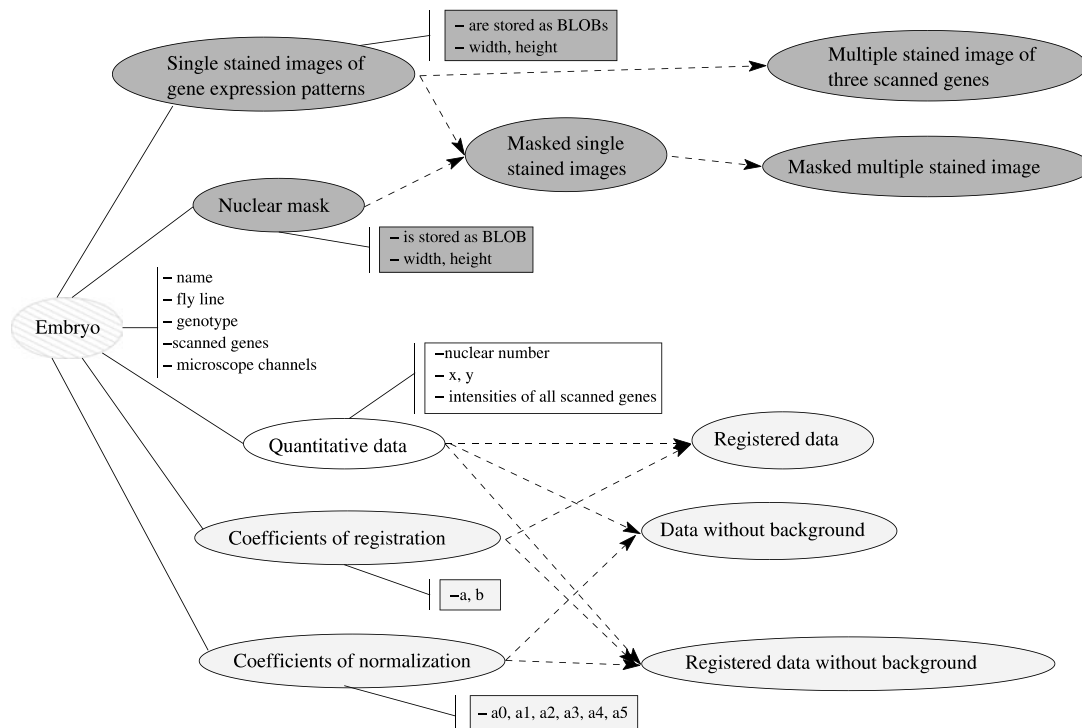 – are stored as BLOBs
– width, height
Single stained images of
gene expression patterns
Multiple stained image of
three scanned genes
Masked single
stained images
Masked multiple stained image
Nuclear mask
– is stored as BLOB
– width, height
Embryo
– name
– fly line
– genotype
–scanned genes
– microscope channels
–nuclear number
– x, y
– intensities of all scanned genes
Quantitative data
Registered data
Coefficients of registration
Data without background
–a, b
Coefficients of normalization
Registered data without background
– a0, a1, a2, a3, a4, a5